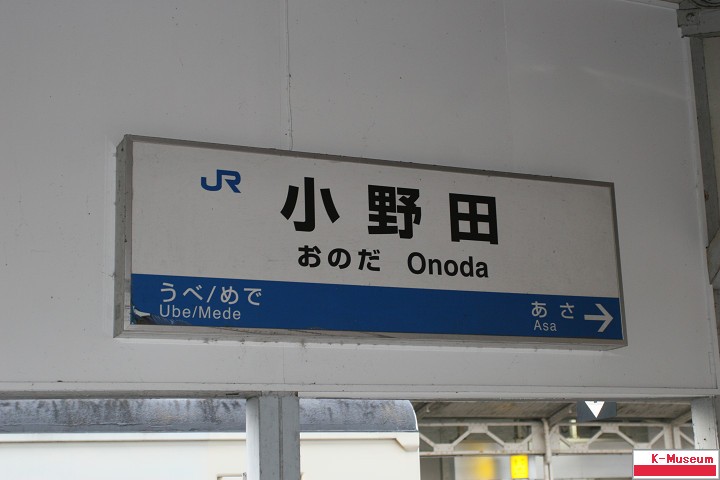 JR 小野田
おのだ Onoda
うべ/めで
Ube/Mede
あさ
Asa
K-Museum